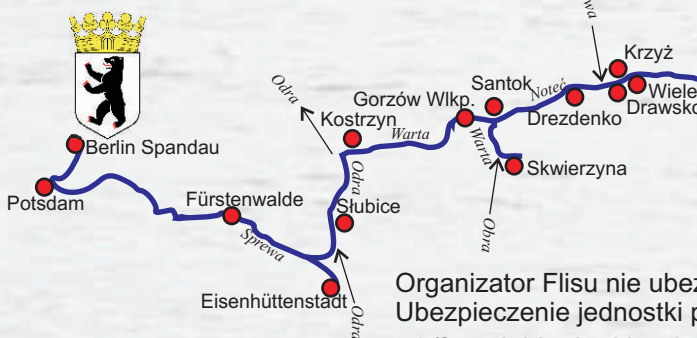 Krzyż
Santok
Noteć
Gorzów Wlkp.
Drezdenko
Drawsko
Odra
Kostrzyn
Warta
Warta
Berlin Spandau
Skwierzyna
Odra
Obra
Potsdam
Fürstenwalde
Słubice
Sprewa
Eisenhüttenstadt
Odra
Organizator Flisu nie
Ubezpieczenie jednostki